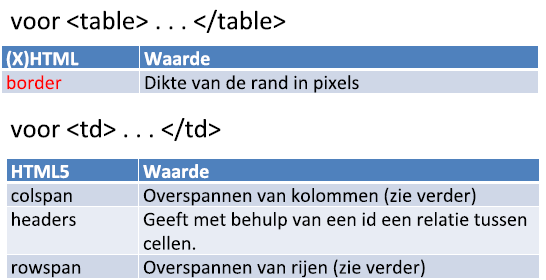 voor <table> . . . </table>
(X)HTML Waarde
border Dikte van de rand in pixels
voor <td> . . . </td>
HTML5 Waarde
colspan Overspannen van kolommen (zie verder)
headers Geeft met behulp van een id een relatie tussen
cellen.
rowspan Overspannen van rijen (zie verder)